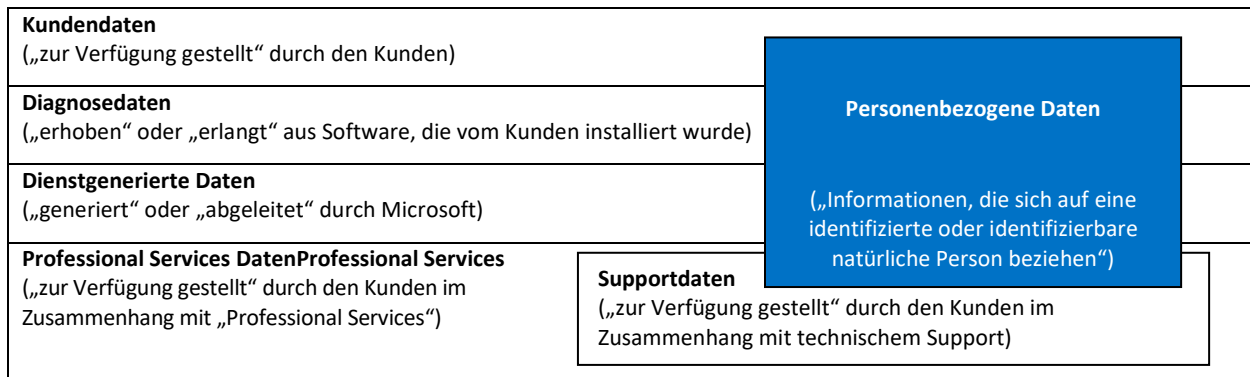 Kundendaten
(„zur Verfügung gestellt“ durch den Kunden)
Diagnosedaten
(„erhoben“ oder „erlangt“ aus Software, die vom Kunden installiert wurde)
Dienstgenerierte Daten
(„generiert“ oder „abgeleitet“ durch Microsoft)
Professional Services DatenProfessional Services
(„zur Verfügung gestellt“ durch den Kunden im
Zusammenhang mit „Professional Services“)
Personenbezogene Daten
(„Informationen, die sich auf eine
identifizierte oder identifizierbare
natürliche Person beziehen“)
Supportdaten
(„zur Verfügung gestellt“ durch den Kunden im
Zusammenhang mit technischem Support)